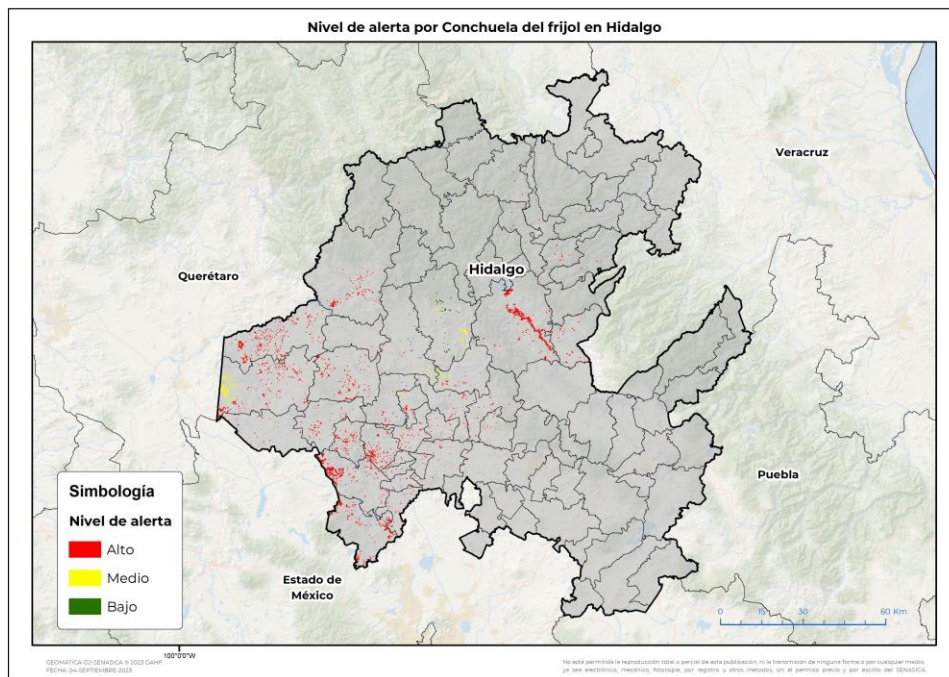 Nivel de alerta por Conchuela del frijol en Hidalgo
Veracruz
Querétaro
Hidalgo
Puebla
Estado de
México
Simbología
Nivel de alerta
Alto
Medio
Bajo
0 15 30 60 Km
100°0'0"W
GEOMATICA-CG-SENASICA © 2023 DAHF
FECHA: 04-SEPTIEMBRE-2023
No esta permitida la reproducción total o parcial de esta publicación, ni la transmisión de ninguna forma o por cualquier medio,
ya sea electrónico, mecánico, fotocopia, por registro u otros métodos, sin el permiso previo y por escrito del SENASICA.